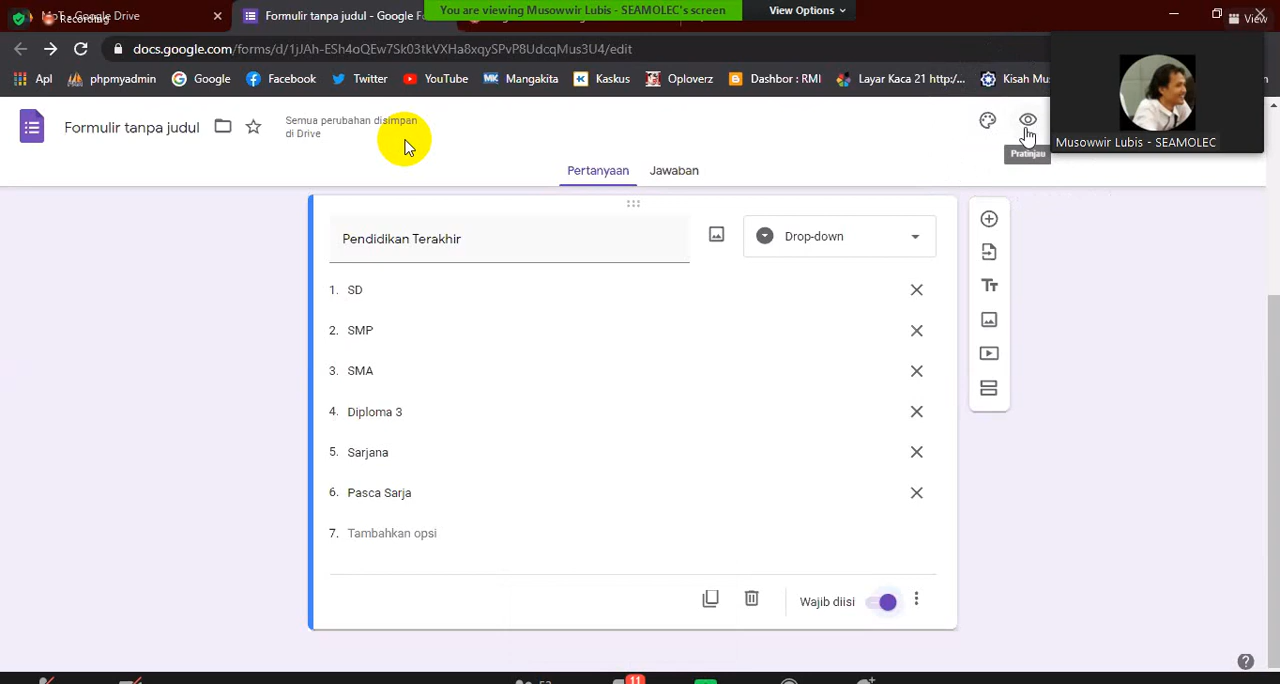 NoT - Google Drive
Recording
Formulir tanpa judul - Google F
You are viewing Musowwir Lubis - SEAMOLEC's screen
View Options
View
docs.google.com/forms/d/1jJAh-ESh4oQEw7Sk03tkVXHa8xqySPvP8UdcqMus3U4/edit
Apl
phpmyadmin
Google
Facebook
Twitter
YouTube
MK Mangakita
Kaskus
Oploverz
Dashbor : RMI
Layar Kaca 21 http:/...
Kisah Mus
Formulir tanpa judul
Semua perubahan disimpan
di Drive
Pratinjau
Musowwir Lubis - SEAMOLEC
Pertanyaan
Jawaban
Pendidikan Terakhir
Drop-down
1. SD
2. SMP
3. SMA
4. Diploma 3
5. Sarjana
6. Pasca Sarja
7. Tambahkan opsi
Wajib diisi
11